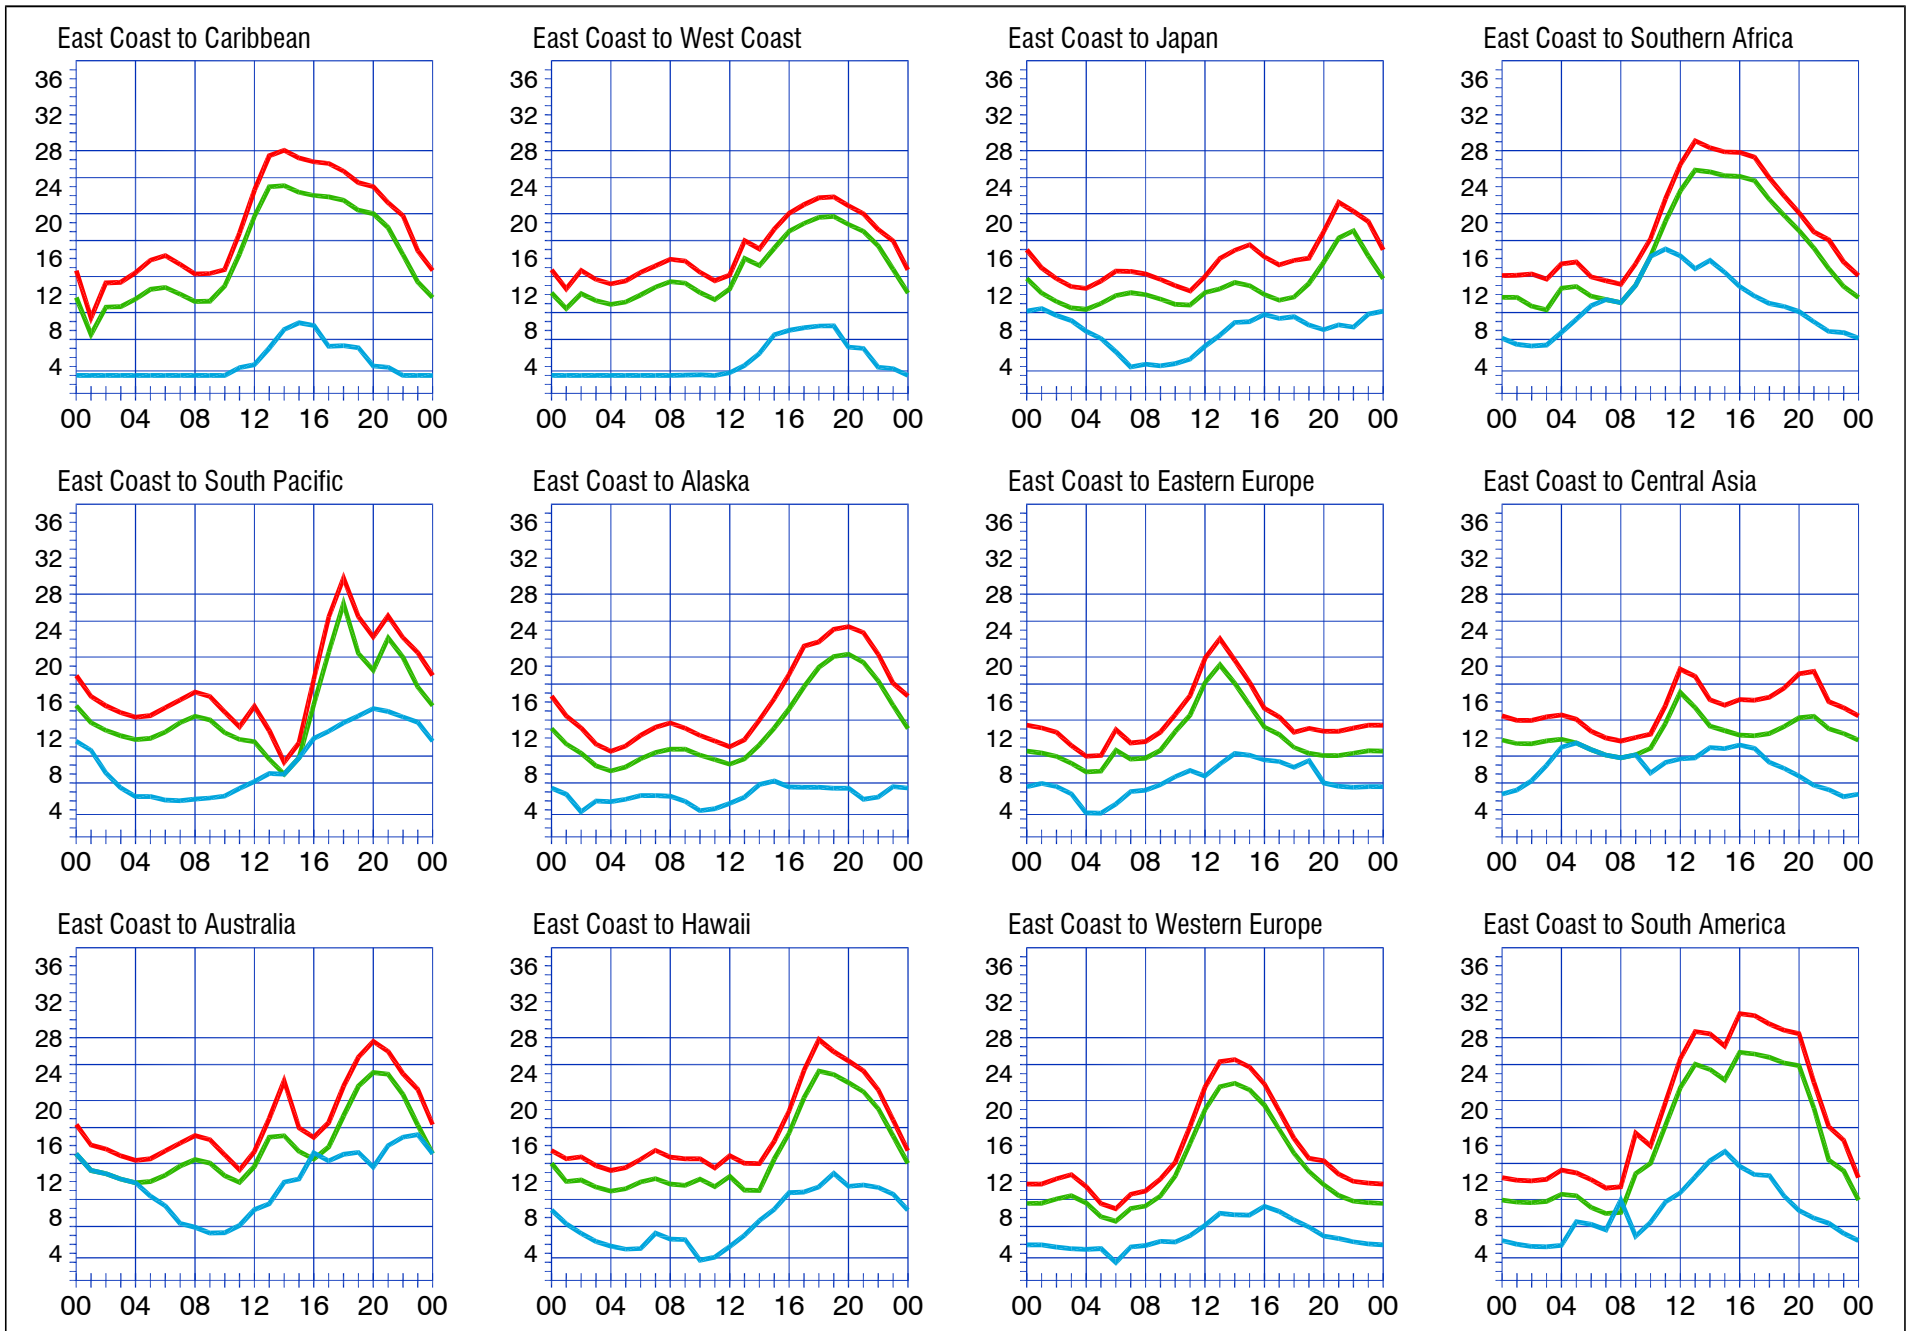 East Coast to Caribbean
East Coast to West Coast
East Coast to Japan
East Coast to Southern Africa
36 36 36 36
32 32 32 32
28 28 28 28
24 24 24 24
20 20 20 20
16 16 16 16
12 12 12 12
8 8 8 8
4 4 4 4
00 04 08 12 16 20 00 00 04 08 12 16 20 00 00 04 08 12 16 20 00 00 04 08 12 16 20 00
East Coast to South Pacific
East Coast to Alaska
East Coast to Eastern Europe
East Coast to Central Asia
36 36 36 36
32 32 32 32
28 28 28 28
24 24 24 24
20 20 20 20
16 16 16 16
12 12 12 12
8 8 8 8
4 4 4 4
00 04 08 12 16 20 00 00 04 08 12 16 20 00 00 04 08 12 16 20 00 00 04 08 12 16 20 00
East Coast to Australia
East Coast to Hawaii
East Coast to Western Europe
East Coast to South America
36 36 36 36
32 32 32 32
28 28 28 28
24 24 24 24
20 20 20 20
16 16 16 16
12 12 12 12
8 8 8 8
4 4 4 4
00 04 08 12 16 20 00 00 04 08 12 16 20 00 00 04 08 12 16 20 00 00 04 08 12 16 20 00